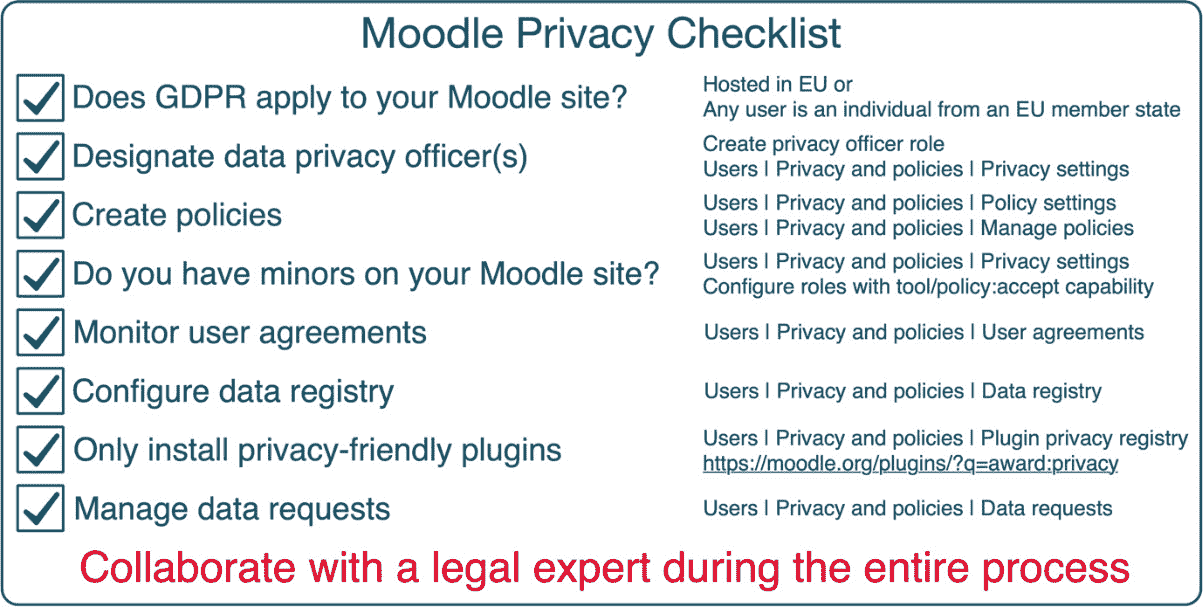 Moodle Privacy Checklist
Does GDPR apply to your Moodle site?
Hosted in EU or
Any user is an individual from an EU member state
Designate data privacy officer(s)
Create privacy officer role
Users | Privacy and policies | Privacy settings
Create policies
Users | Privacy and policies | Policy settings
Users | Privacy and policies | Manage policies
Do you have minors on your Moodle site?
Users | Privacy and policies | Privacy settings
Configure roles with tool/policy:accept capability
Monitor user agreements
Users | Privacy and policies | User agreements
Configure data registry
Users | Privacy and policies | Data registry
Only install privacy-friendly plugins
Users | Privacy and policies | Plugin privacy registry
https://moodle.org/plugins/?q=award:privacy
Manage data requests
Users | Privacy and policies | Data requests
Collaborate with a legal expert during the entire process